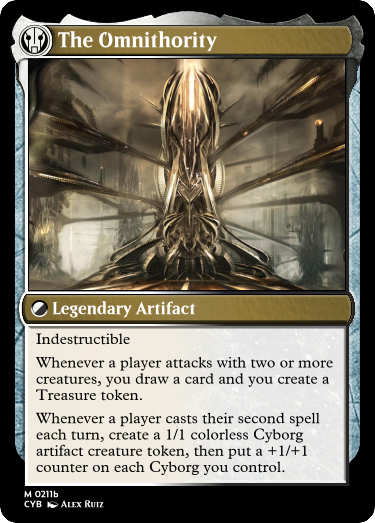 The Omnithority
Legendary Artifact
Indestructible
Whenever a player attacks with two or more
creatures, you draw a card and you create a
Treasure token.
Whenever a player casts their second spell
each turn, create a 1/1 colorless Cyborg
artifact creature token, then put a +1/+1
counter on each Cyborg you control.
M 0211b
CYB Alex Ruiz